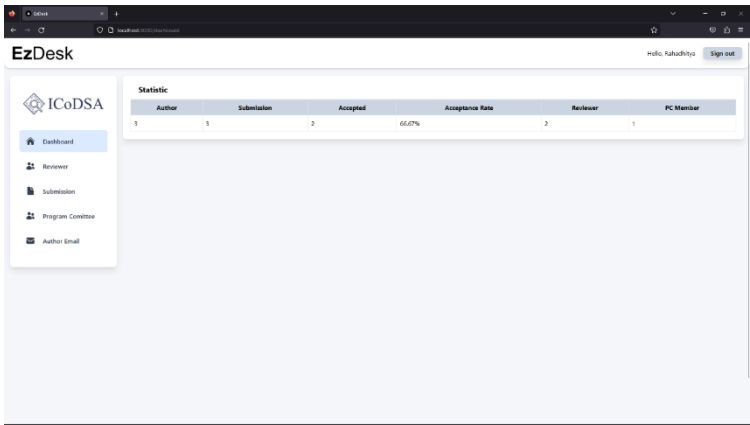 EzDesk
EzDesk
Hello, Rahadhitya
Sign out
ICoDSA
Dashboard
Reviewer
Submission
Program Comittee
Author Email
Statistic
Author Submission Accepted Acceptance Rate Reviewer PC Member
3 3 2 66.67% 2 1